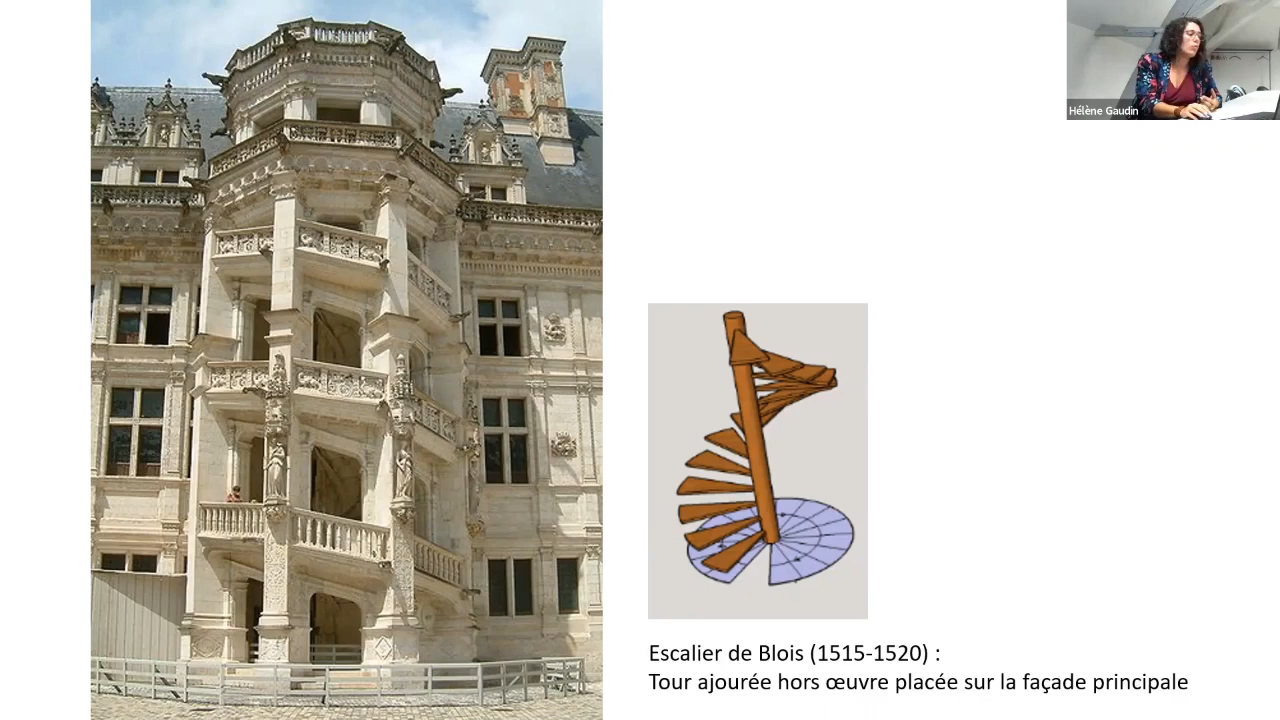 Hélène Gaudin
Escalier de Blois (1515-1520) :
Tour ajourée hors œuvre placée sur la façade principale